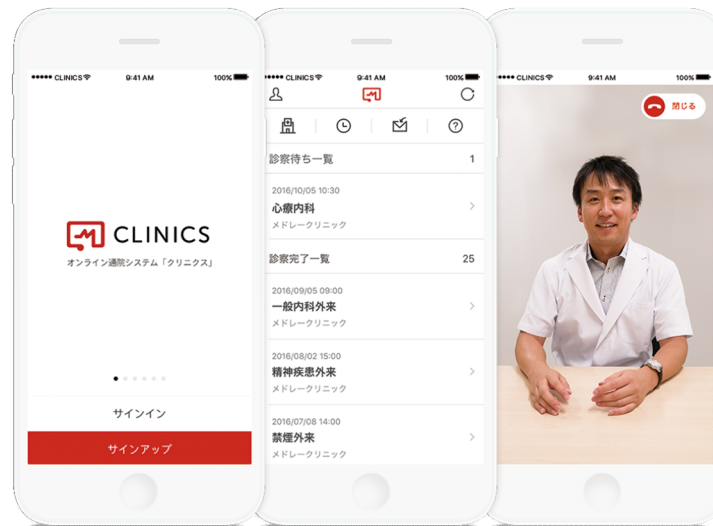 CLINICS
9:41 AM
100%
CLINICS
オンライン通院システム「クリニクス」
サインイン
サインアップ
CLINICS
9:41 AM
100%
診察待ち一覧 1
2016/10/05 10:30
心療内科
メドレークリニック
診察完了一覧 25
2016/09/05 09:00
一般内科外来
メドレークリニック
2016/08/02 15:00
精神疾患外来
メドレークリニック
2016/07/08 14:00
禁煙外来
メドレークリニック
CLINICS
9:41 AM
100%
閉じる